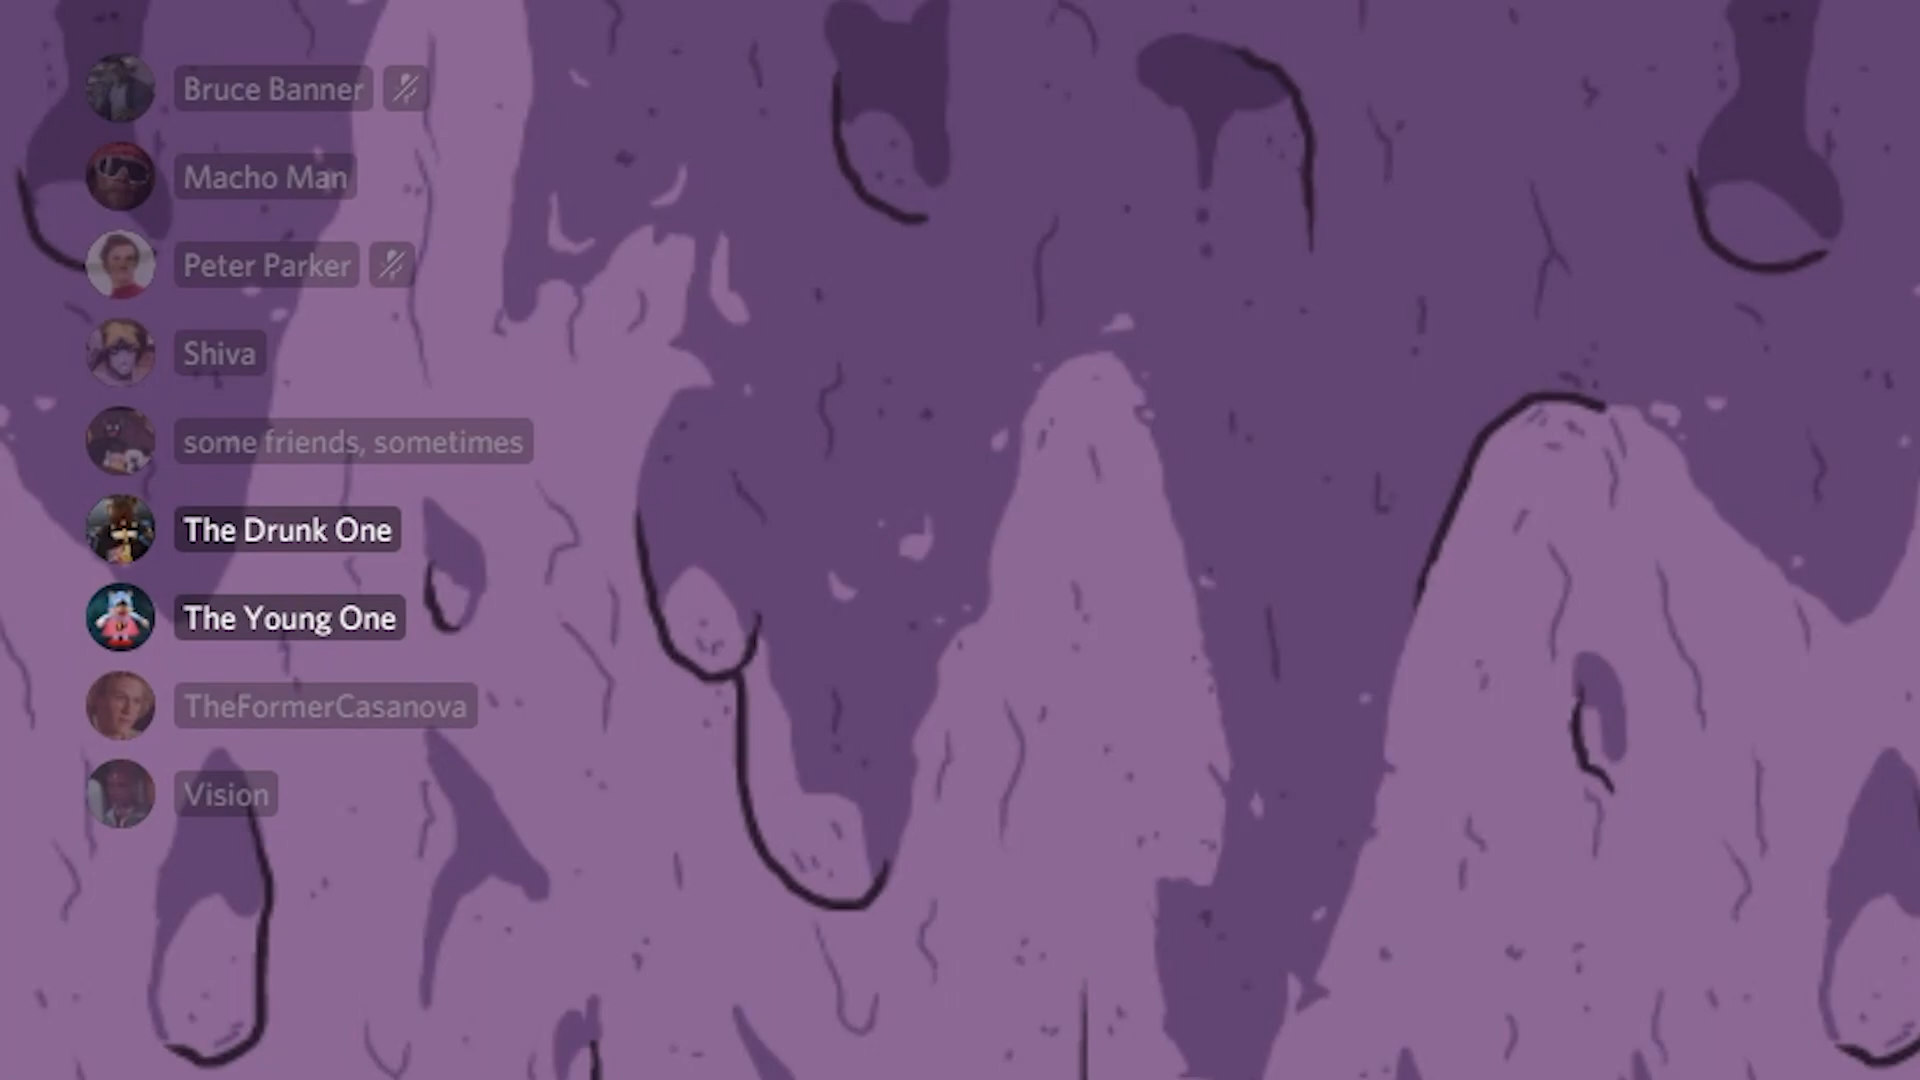 Bruce Banner
Macho Man
Peter Parker
Shiva
some friends, sometimes
The Drunk One
The Young One
TheFormerCasanova
Vision